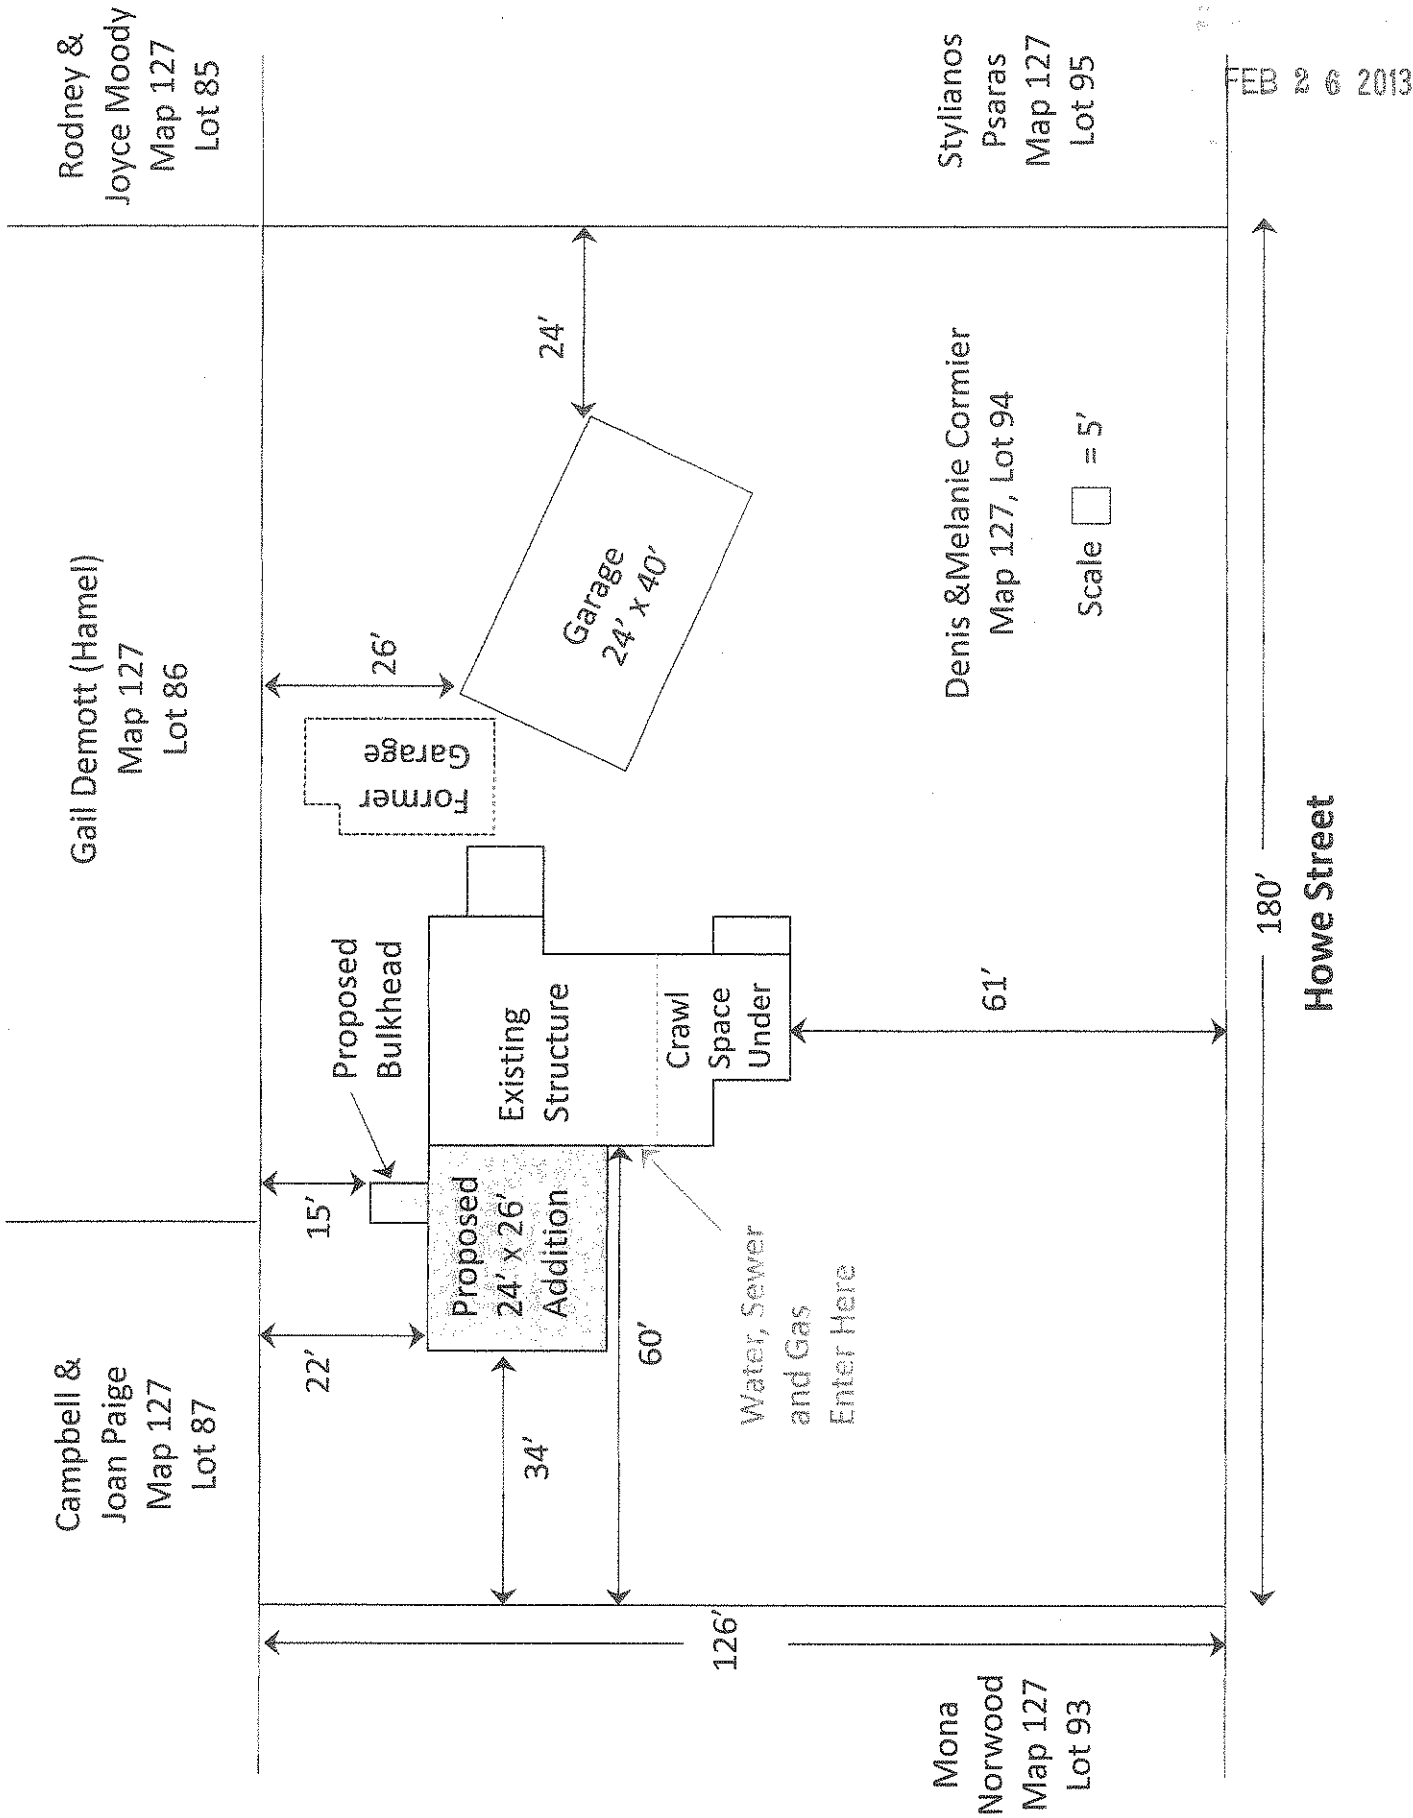 Campbell &
Joan Paige
Map 127
Lot 87
Gail Demott (Hamel)
Map 127
Lot 86
Rodney &
Joyce Moody
Map 127
Lot 85
22'
15'
Proposed
Bulkhead
26'
Former
Garage
Proposed
24' x 26'
Addition
Existing
Structure
Garage
24' x 40'
24'
34'
60'
Crawl
Space
Under
Water, Sewer
and Gas
Enter Here
61'
126'
Mona
Norwood
Map 127
Lot 93
Denis &Melanie Cormier
Map 127, Lot 94
Scale = 5'
Stylianos
Psaras
Map 127
Lot 95
180'
Howe Street
FEB 26 2013